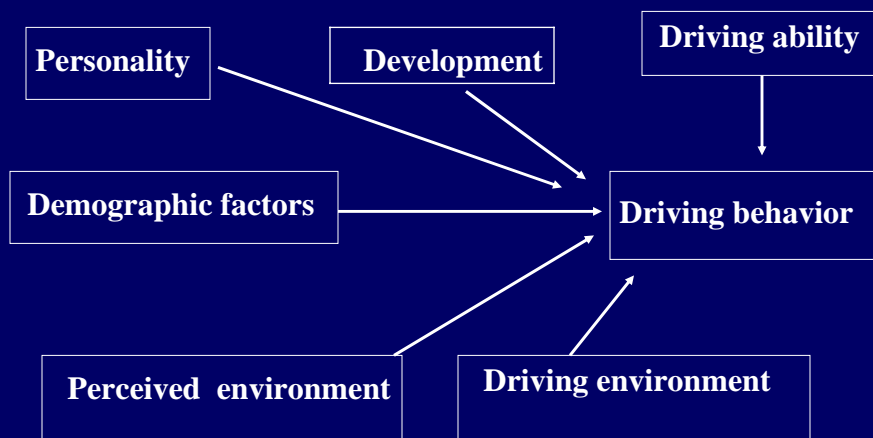 Driving ability
Personality
Development
Demographic factors
Driving behavior
Perceived environment
Driving environment